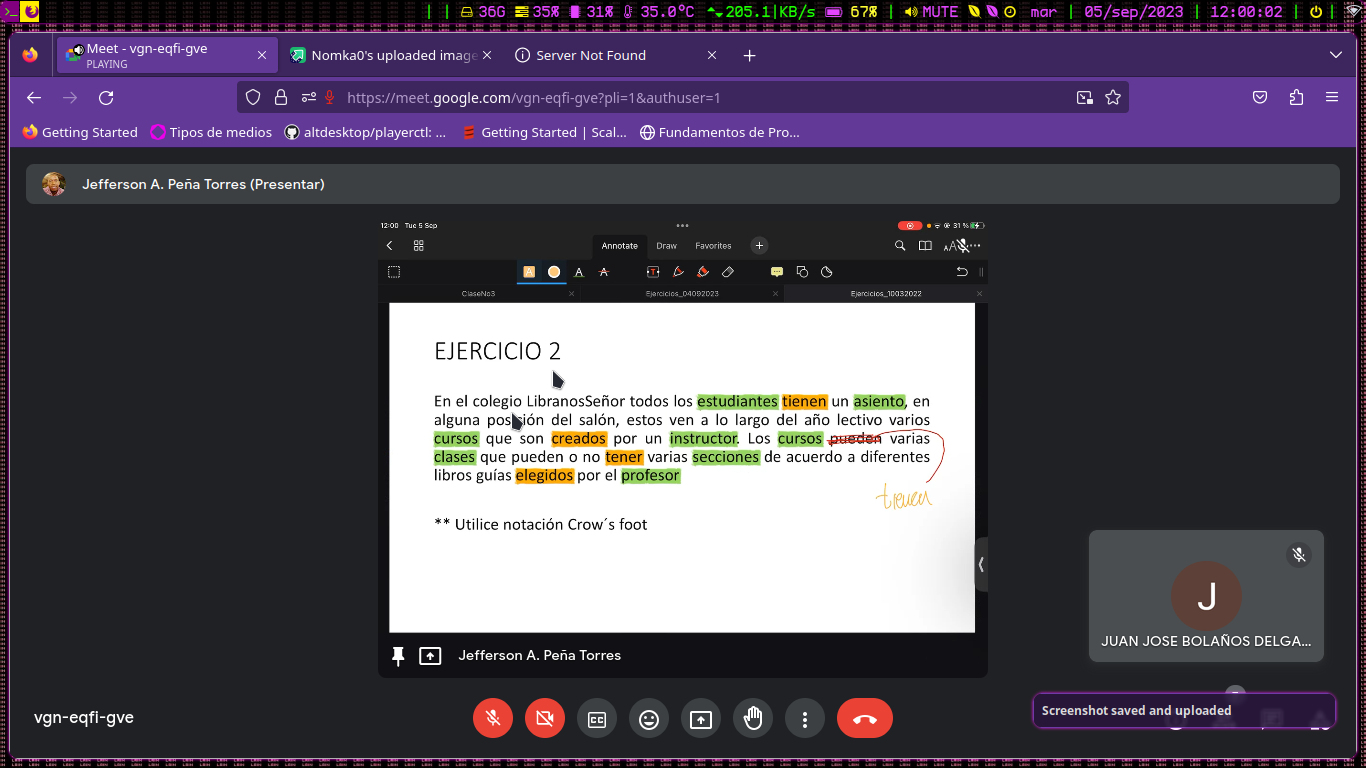 36G 35% 31% 35.0°C 205.1|KB/s 67% MUTE mar | 05/sep/2023 | 12:00:02
Meet - vgn-eqfi-gve
PLAYING
Nomka0's uploaded image
Server Not Found
https://meet.google.com/vgn-eqfi-gve?pli=1&authuser=1
Getting Started Tipos de medios altdesktop/playerctl: ... Getting Started | Scal... Fundamentos de Pro...
Jefferson A. Peña Torres (Presentar)
12:00 Tue 5 Sep 31 %
Annotate Draw Favorites
ClaseNo3 Ejercicios_04092023 Ejercicios_10032022
EJERCICIO 2
En el colegio LibranosSeñor todos los estudiantes tienen un asiento, en
alguna posición del salón, estos ven a lo largo del año lectivo varios
cursos que son creados por un instructor. Los cursos pueden varias
clases que pueden o no tener varias secciones de acuerdo a diferentes
libros guías elegidos por el profesor
tienen
** Utilice notación Crow´s foot
J
JUAN JOSE BOLAÑOS DELGA...
Jefferson A. Peña Torres
vgn-eqfi-gve
Screenshot saved and uploaded